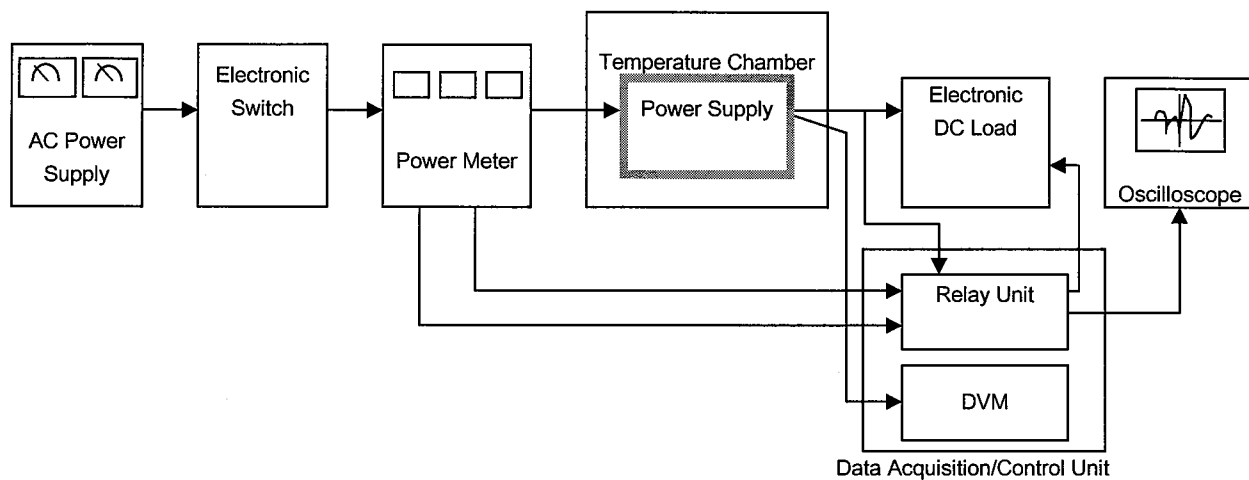 AC Power
Supply
Electronic
Switch
Power Meter
Temperature Chamber
Power Supply
Electronic
DC Load
Oscilloscope
Relay Unit
DVM
Data Acquisition/Control Unit